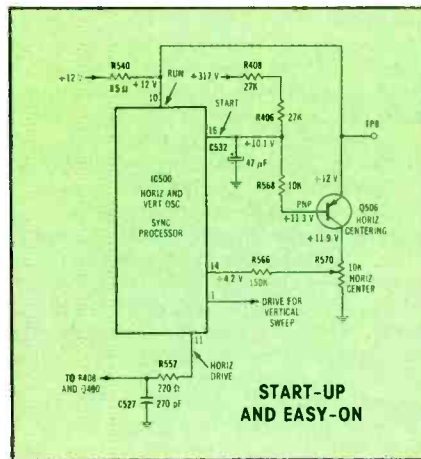 R540
+12 V
85 Ω
+12 V
10
RUN
+317 V
R408
27K
START
16
C532
+10.1 V
47 μF
R406
27K
TP8
R568
10K
PNP
+11.3 V
+12 V
Q506
HORIZ
CENTERING
+11.9 V
IC500
HORIZ AND
VERT OSC
SYNC
PROCESSOR
14
+4.2 V
R566
150K
R570
10K
HORIZ
CENTER
1
DRIVE FOR
VERTICAL
SWEEP
11
R557
HORIZ
DRIVE
TO R408
AND Q400
220 Ω
C527
270 pF
START-UP
AND EASY-ON